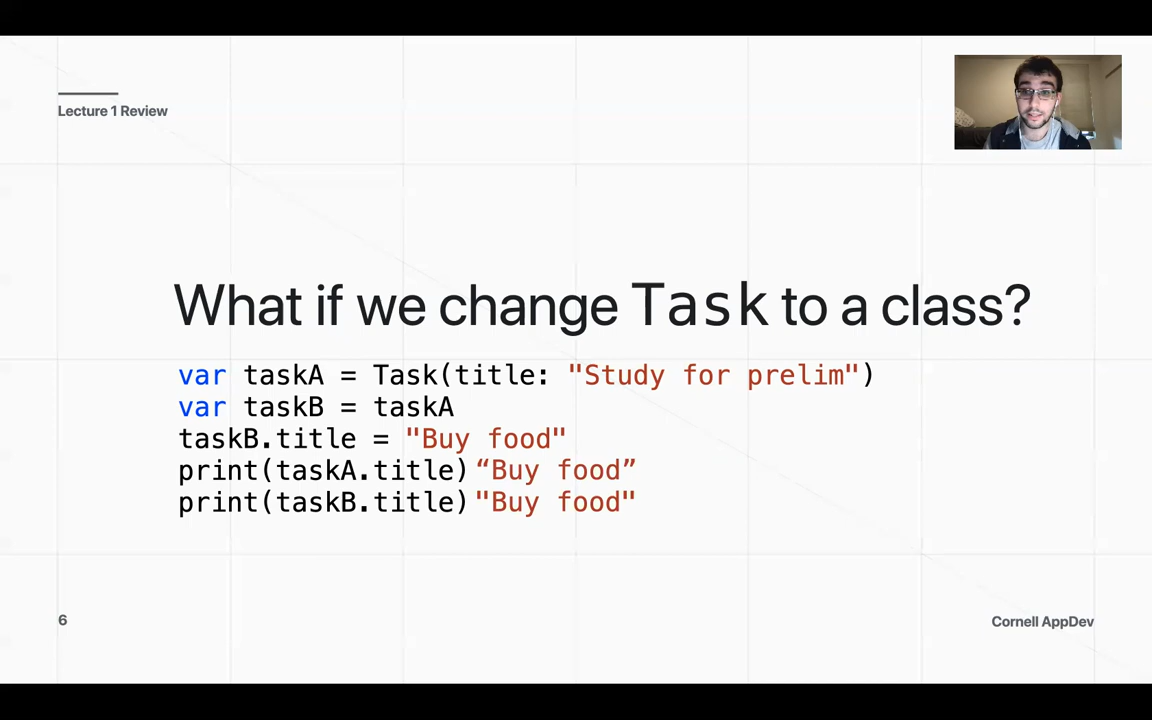 Lecture 1 Review
What if we change Task to a class?
var taskA = Task(title: "Study for prelim")
var taskB = taskA
taskB.title = "Buy food"
print(taskA.title)“Buy food”
print(taskB.title)"Buy food"
6
Cornell AppDev